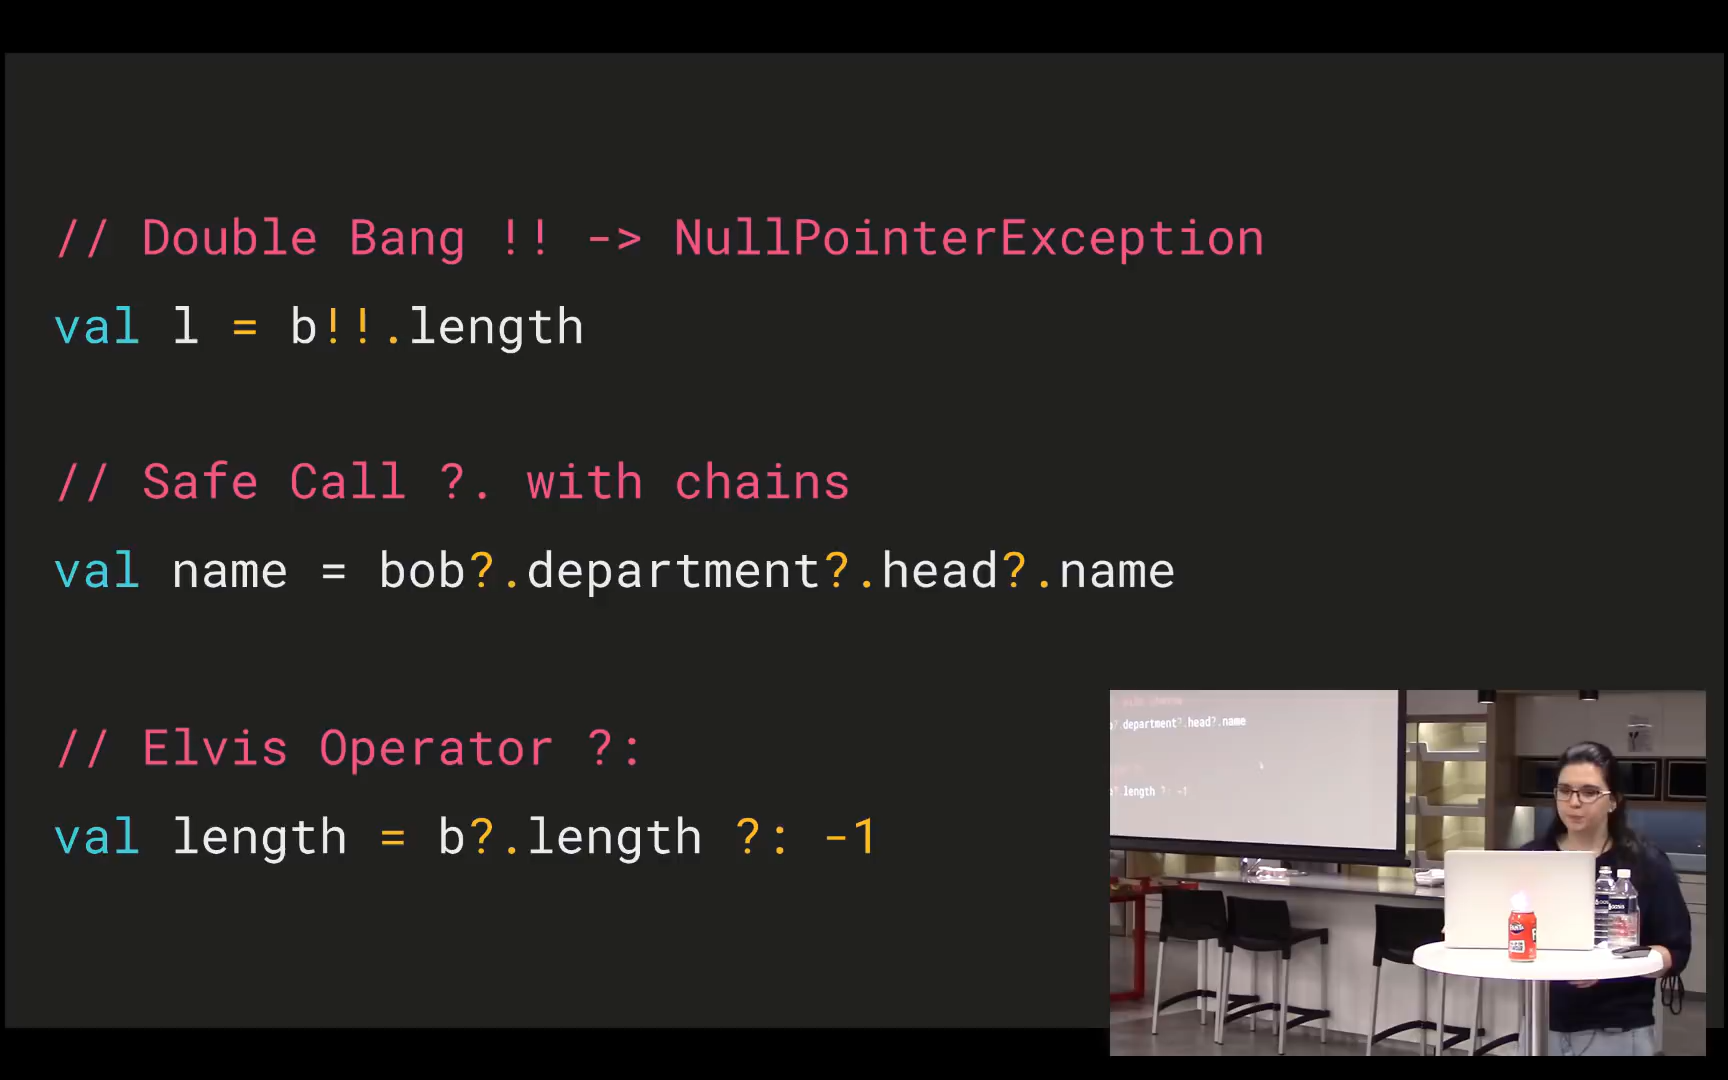 // Double Bang !! -> NullPointerException
val l = b!!.length
// Safe Call ?. with chains
val name = bob?.department?.head?.name
// Elvis Operator ?:
val length = b?.length ?: -1
department?.head?.name
length ?: -1